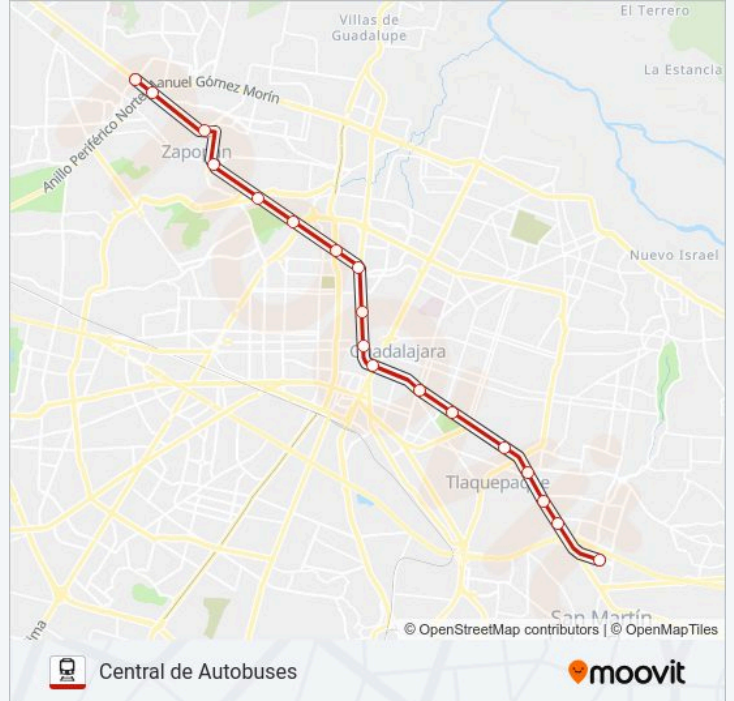 Villas de
Guadalupe
El Terrero
La Estancia
anuel Gómez Morín
Anillo Periférico Norte
Zapopan
Nuevo Israel
Guadalajara
Tlaquepaque
San Martín
© OpenStreetMap contributors | © OpenMapTiles
Central de Autobuses
moovit